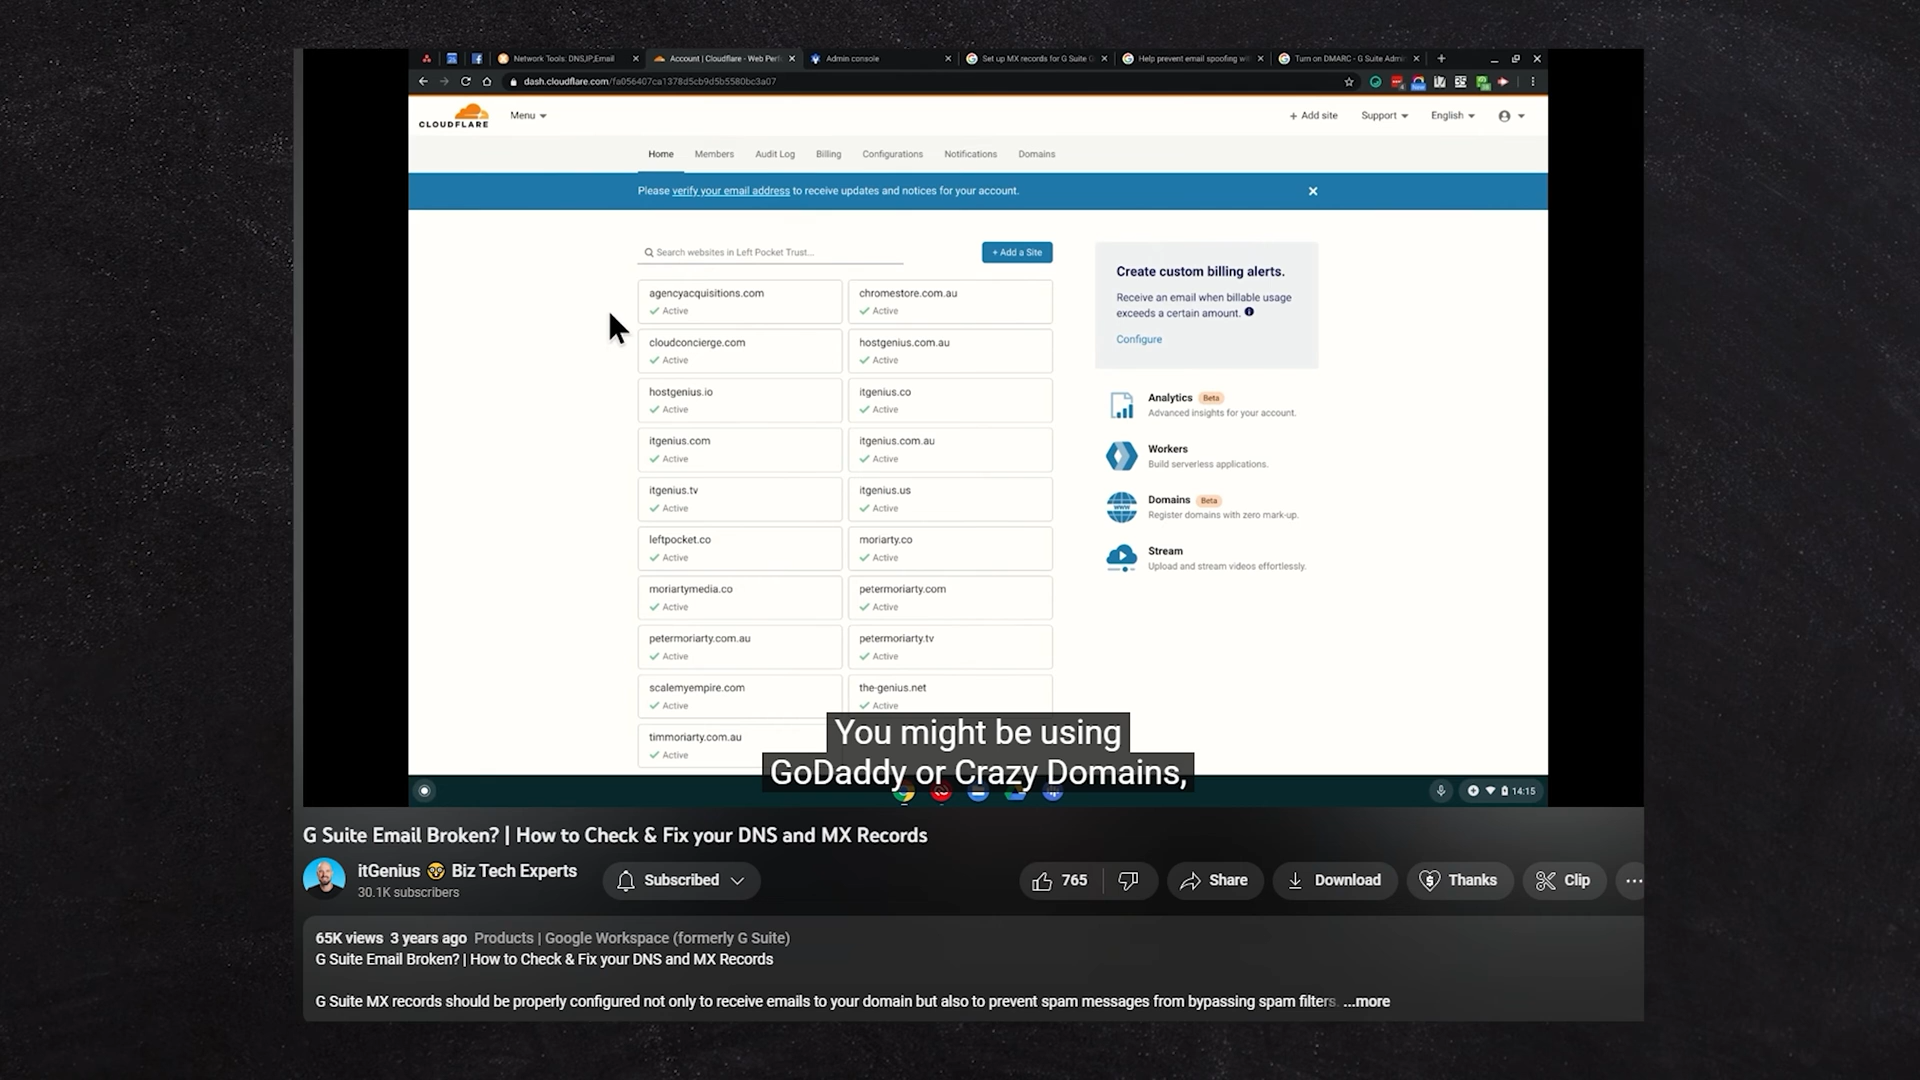 Network Tools: DNS,IP,Email
Account | Cloudflare - Web Perf
Admin console
Set up MX records for G Suite G
Help prevent email spoofing wit
Turn on DMARC - G Suite Admi
dash.cloudflare.com/fa056407ca1378d5cb9d5b5580bc3a07
CLOUDFLARE
Menu
+ Add site
Support
English
Home
Members
Audit Log
Billing
Configurations
Notifications
Domains
Please verify your email address to receive updates and notices for your account.
Search websites in Left Pocket Trust...
+ Add a Site
agencyacquisitions.com
Active
chromestore.com.au
Active
cloudconcierge.com
Active
hostgenius.com.au
Active
hostgenius.io
Active
itgenius.co
Active
itgenius.com
Active
itgenius.com.au
Active
itgenius.tv
Active
itgenius.us
Active
leftpocket.co
Active
moriarty.co
Active
moriartymedia.co
Active
petermoriarty.com
Active
petermoriarty.com.au
Active
petermoriarty.tv
Active
scalemyempire.com
Active
the-genius.net
Active
timmoriarty.com.au
Active
Create custom billing alerts.
Receive an email when billable usage
exceeds a certain amount.
Configure
Analytics Beta
Advanced insights for your account.
Workers
Build serverless applications.
Domains Beta
Register domains with zero mark-up.
Stream
Upload and stream videos effortlessly.
You might be using
GoDaddy or Crazy Domains,
14:15
G Suite Email Broken? | How to Check & Fix your DNS and MX Records
itGenius 🤓 Biz Tech Experts
30.1K subscribers
Subscribed
765
Share
Download
Thanks
Clip
65K views 3 years ago Products | Google Workspace (formerly G Suite)
G Suite Email Broken? | How to Check & Fix your DNS and MX Records
G Suite MX records should be properly configured not only to receive emails to your domain but also to prevent spam messages from bypassing spam filters. ...more